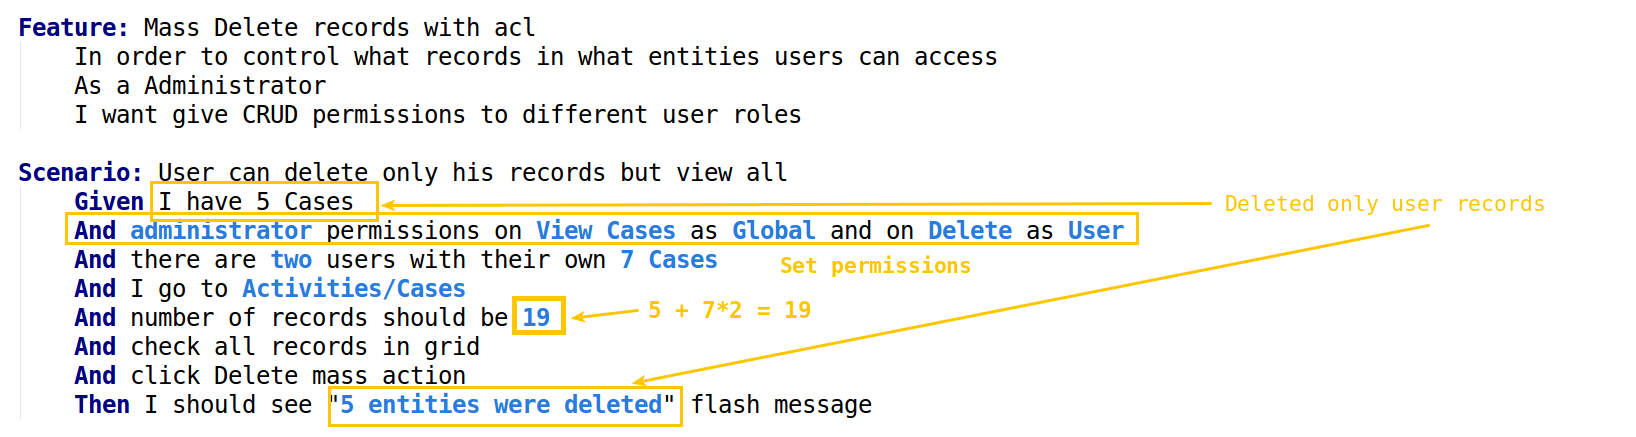 Feature: Mass Delete records with acl
In order to control what records in what entities users can access
As a Administrator
I want give CRUD permissions to different user roles
Scenario: User can delete only his records but view all
Given I have 5 Cases
Deleted only user records
And administrator permissions on View Cases as Global and on Delete as User
And there are two users with their own 7 Cases
Set permissions
And I go to Activities/Cases
And number of records should be 19
5 + 7*2 = 19
And check all records in grid
And click Delete mass action
Then I should see "5 entities were deleted" flash message